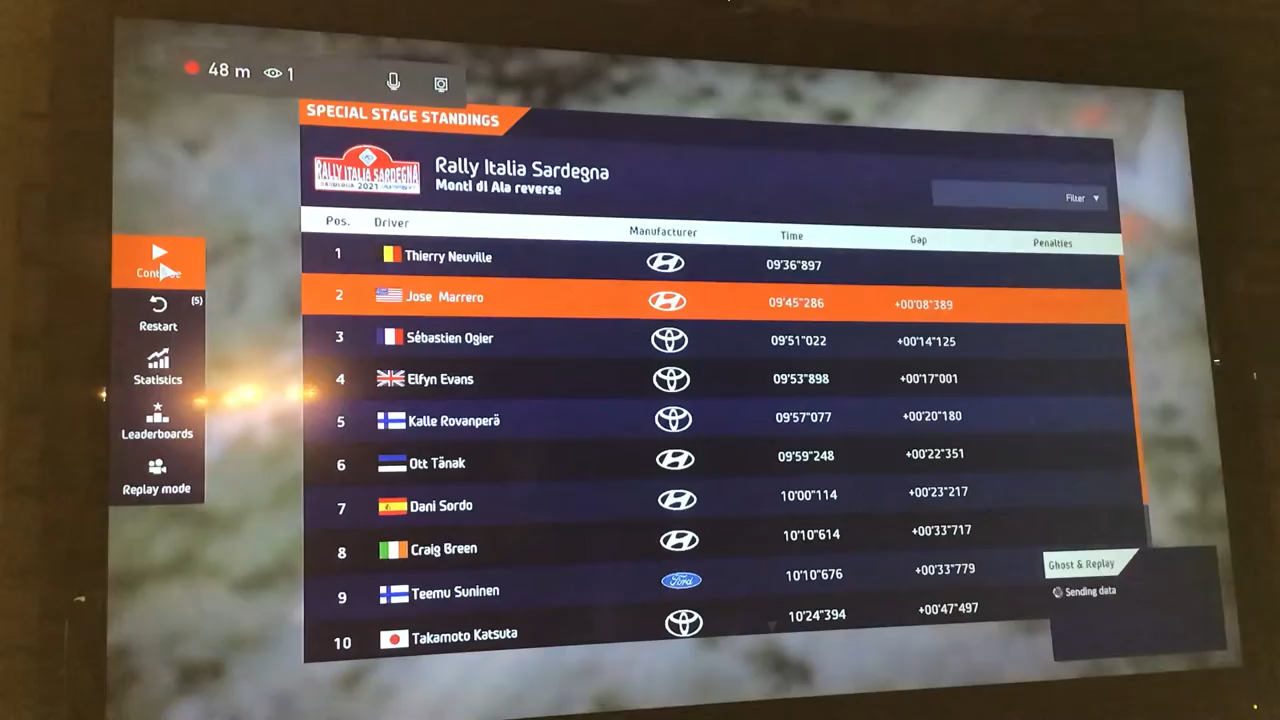 48 m 1
SPECIAL STAGE STANDINGS
RALLY ITALIA SARDEGNA
2021
Rally Italia Sardegna
Monti di Ala reverse
Filter
Pos. Driver Manufacturer Time Gap Penalties
1 Thierry Neuville 09'36"897
2 Jose Marrero 09'45"286 +00'08"389
3 Sébastien Ogier 09'51"022 +00'14"125
4 Elfyn Evans 09'53"898 +00'17"001
5 Kalle Rovanperä 09'57"077 +00'20"180
6 Ott Tänak 09'59"248 +00'22"351
7 Dani Sordo 10'00"114 +00'23"217
8 Craig Breen 10'10"614 +00'33"717
9 Teemu Suninen Ford 10'10"676 +00'33"779
10 Takamoto Katsuta 10'24"394 +00'47"497
Continue
(5)
Restart
Statistics
Leaderboards
Replay mode
Ghost & Replay
Sending data